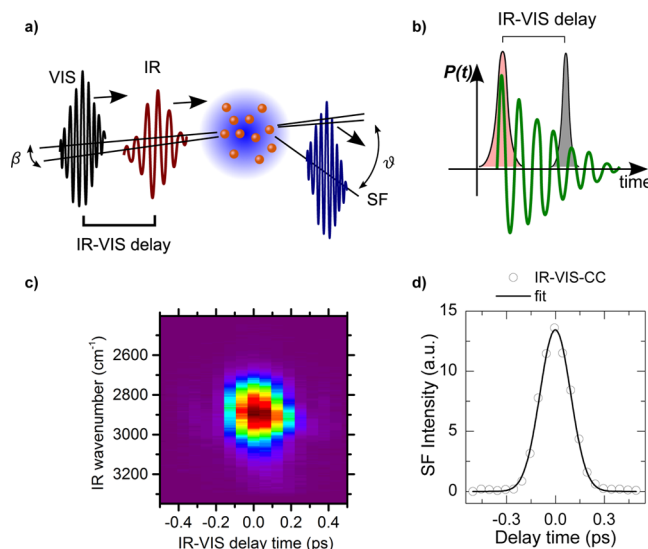 a)
VIS
IR
β
ϑ
SF
IR-VIS delay
b)
IR-VIS delay
P(t)
time
c)
IR wavenumber (cm⁻¹)
2600
2800
3000
3200
-0.4 -0.2 0.0 0.2 0.4
IR-VIS delay time (ps)
d)
IR-VIS-CC
fit
SF Intensity (a.u.)
15
10
5
0
-0.3 0.0 0.3
Delay time (ps)